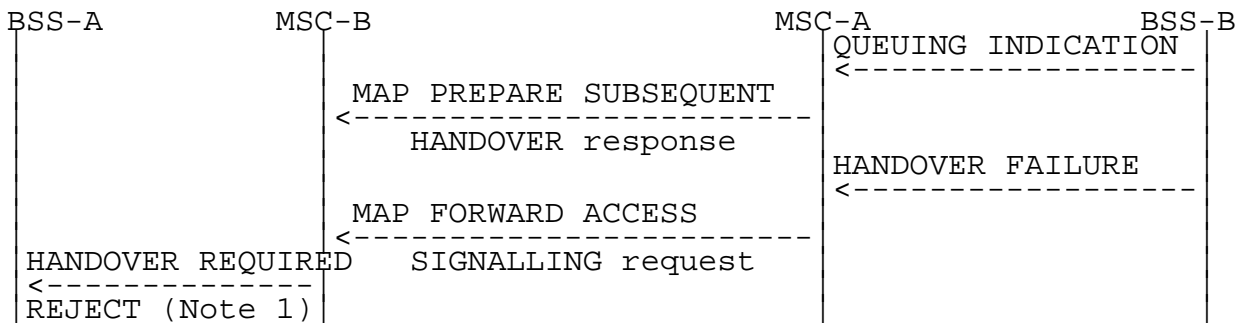 BSS-A MSC-B MSC-A BSS-B
QUEUING INDICATION
MAP PREPARE SUBSEQUENT
HANDOVER response
HANDOVER FAILURE
MAP FORWARD ACCESS
HANDOVER REQUIRED SIGNALLING request
REJECT (Note 1)